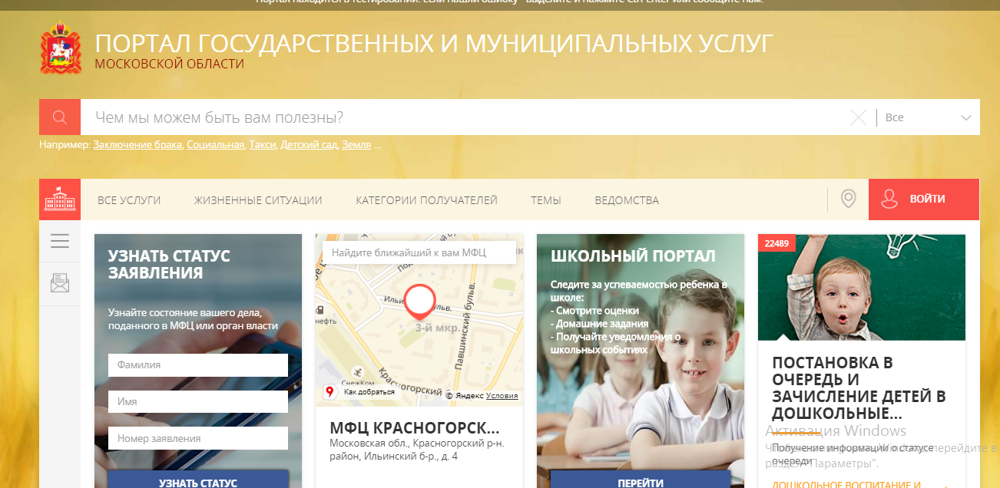 Портал находится в тестировании. Если нашли ошибку - выделите и нажмите Ctrl-Enter или сообщите нам.
ПОРТАЛ ГОСУДАРСТВЕННЫХ И МУНИЦИПАЛЬНЫХ УСЛУГ
МОСКОВСКОЙ ОБЛАСТИ
Чем мы можем быть вам полезны?
Все
Например: Заключение брака, Социальная, Такси, Детский сад, Земля ...
ВСЕ УСЛУГИ
ЖИЗНЕННЫЕ СИТУАЦИИ
КАТЕГОРИИ ПОЛУЧАТЕЛЕЙ
ТЕМЫ
ВЕДОМСТВА
ВОЙТИ
УЗНАТЬ СТАТУС
ЗАЯВЛЕНИЯ
Узнайте состояние вашего дела,
поданного в МФЦ или орган власти
Фамилия
Имя
Номер заявления
УЗНАТЬ СТАТУС
Найдите ближайший к вам МФЦ
Ильи
ульв.
3-й мкр.
Павшинский бульв.
нефть
СнежКом
Красногорский
Как добраться
© Яндекс Условия
МФЦ КРАСНОГОРСК...
Московская обл., Красногорский р-н.
район, Ильинский б-р., д. 4
ШКОЛЬНЫЙ ПОРТАЛ
Следите за успеваемостью ребенка в
школе:
- Смотрите оценки
- Домашние задания
- Получайте уведомления о
школьных событиях
ПЕРЕЙТИ
22489
ПОСТАНОВКА В
ОЧЕРЕДЬ И
ЗАЧИСЛЕНИЕ ДЕТЕЙ В
ДОШКОЛЬНЫЕ...
Получение информации о статусе
очереди
ДОШКОЛЬНОЕ ВОСПИТАНИЕ И
Активация Windows
перейдите в
раздел "Параметры".